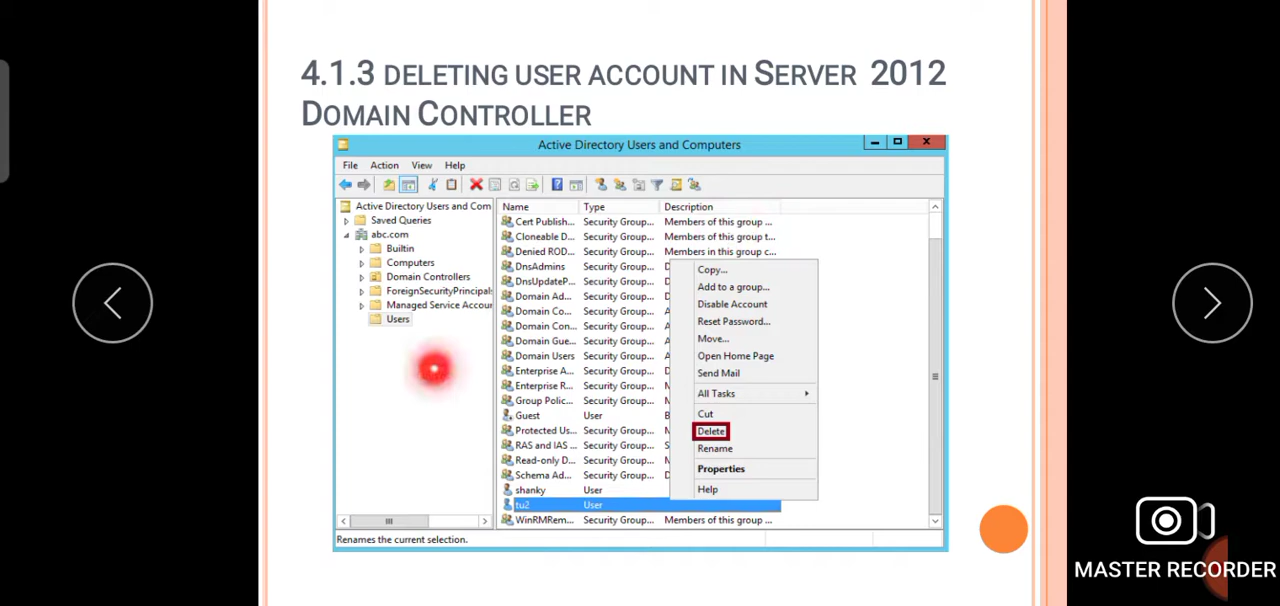 4.1.3 DELETING USER ACCOUNT IN SERVER 2012
DOMAIN CONTROLLER
Active Directory Users and Computers
File Action View Help
Active Directory Users and Com
Saved Queries
abc.com
Builtin
Computers
Domain Controllers
ForeignSecurityPrincipals
Managed Service Accour
Users
Name Type Description
Cert Publish... Security Group... Members of this group ...
Cloneable D... Security Group... Members of this group t...
Denied ROD... Security Group... Members in this group c...
DnsAdmins Security Group... D
DnsUpdateP... Security Group... D
Domain Ad... Security Group... D
Domain Co... Security Group... A
Domain Con... Security Group... A
Domain Gue... Security Group... A
Domain Users Security Group... A
Enterprise A... Security Group... D
Enterprise R... Security Group... M
Group Polic... Security Group... M
Guest User B
Protected Us... Security Group... M
RAS and IAS ... Security Group... S
Read-only D... Security Group... M
Schema Ad... Security Group... D
shanky User
tu2 User
WinRMRem... Security Group... Members of this group ...
Copy...
Add to a group...
Disable Account
Reset Password...
Move...
Open Home Page
Send Mail
All Tasks
Cut
Delete
Rename
Properties
Help
Renames the current selection.
MASTER RECORDER